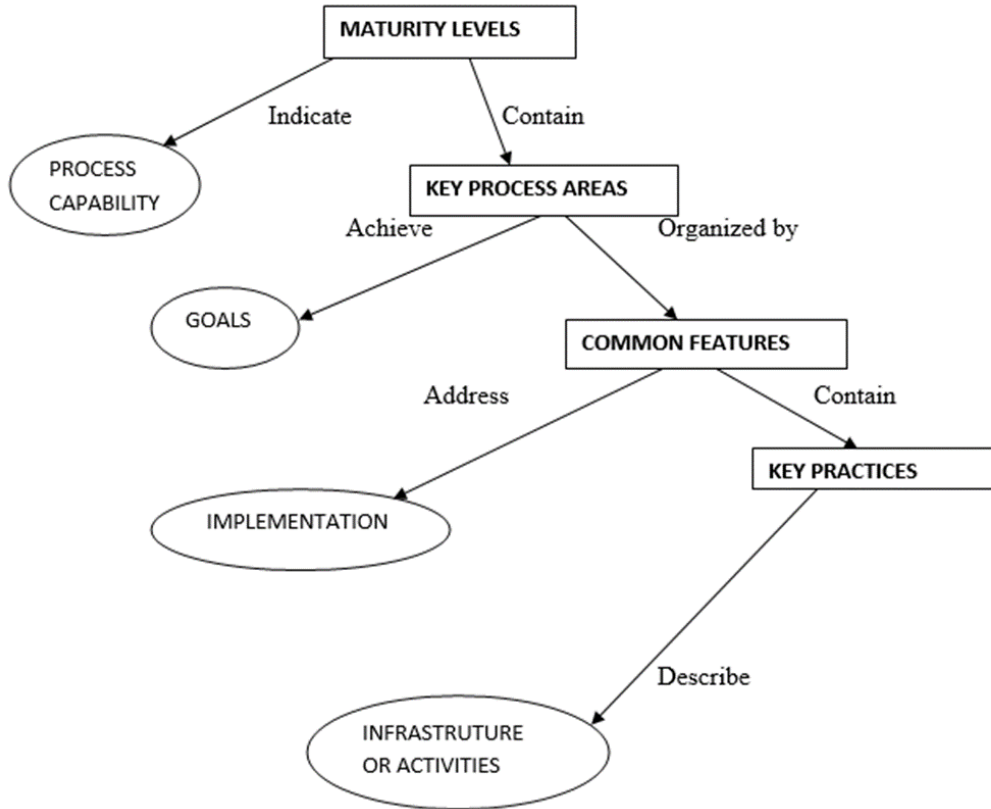 MATURITY LEVELS
Indicate
Contain
PROCESS
CAPABILITY
KEY PROCESS AREAS
Achieve
Organized by
GOALS
COMMON FEATURES
Address
Contain
KEY PRACTICES
IMPLEMENTATION
Describe
INFRASTRUTURE
OR ACTIVITIES